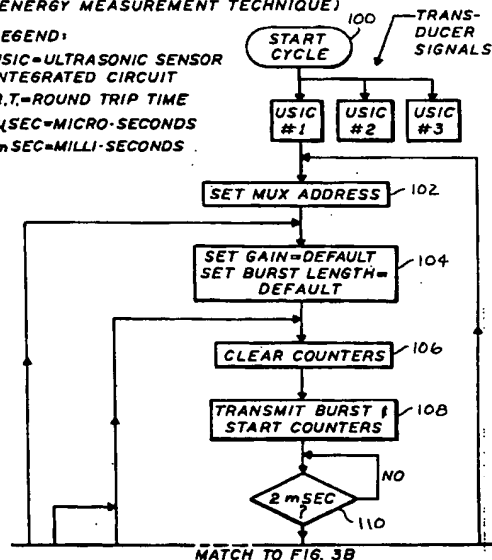 ENERGY MEASUREMENT TECHNIQUE)
LEGEND:
USIC=ULTRASONIC SENSOR
INTEGRATED CIRCUIT
R.T.=ROUND TRIP TIME
µSEC=MICRO-SECONDS
mSEC=MILLI-SECONDS
100
START
CYCLE
TRANS-
DUCER
SIGNALS
USIC
#1
USIC
#2
USIC
#3
SET MUX ADDRESS
102
SET GAIN=DEFAULT
SET BURST LENGTH=
DEFAULT
104
CLEAR COUNTERS
106
TRANSMIT BURST &
START COUNTERS
108
NO
2 mSEC
?
110
MATCH TO FIG. 3B